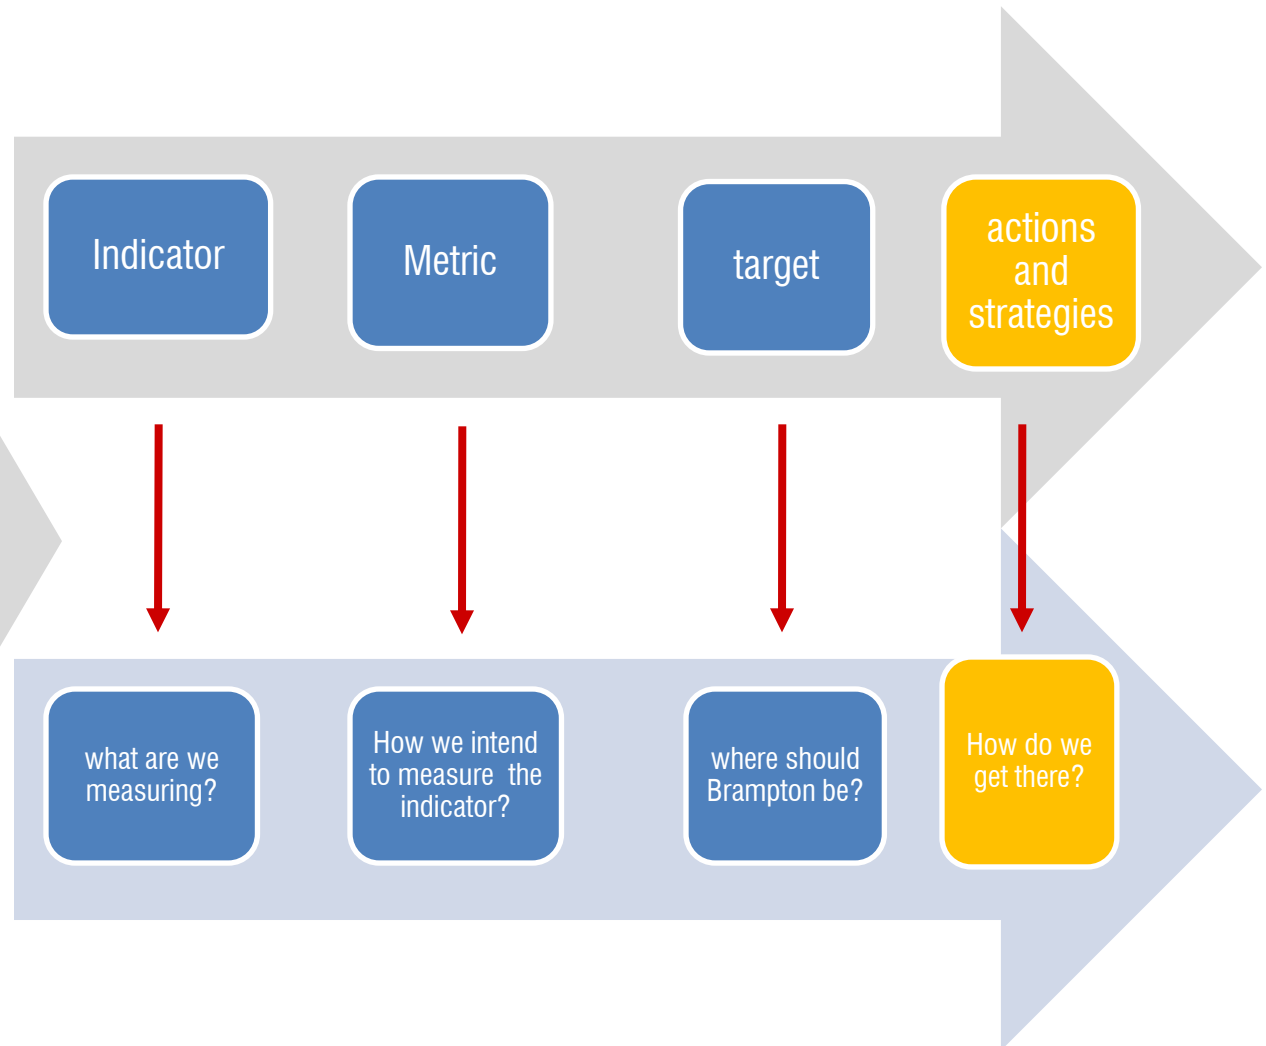 Indicator
Metric
target
actions
and
strategies
what are we
measuring?
How we intend
to measure  the
indicator?
where should
Brampton be?
How do we
get there?